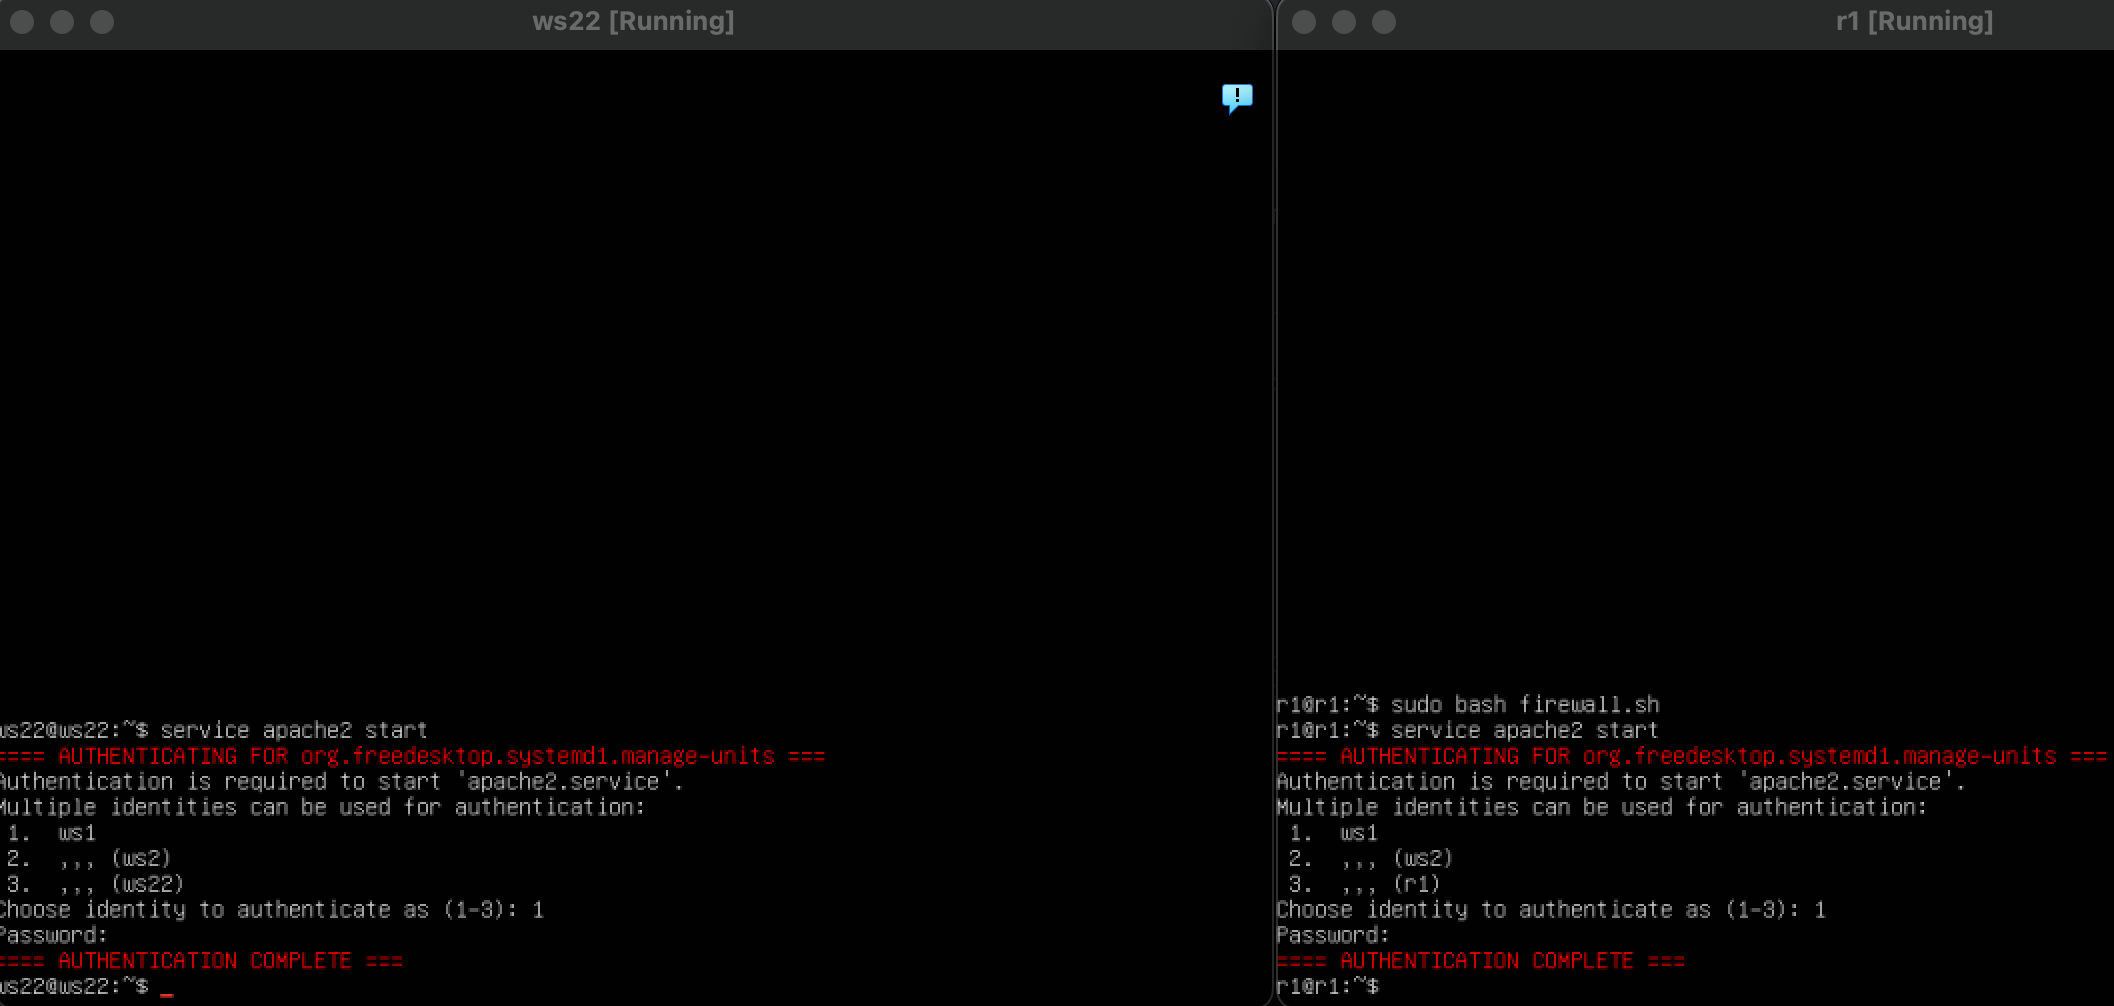 ws22 [Running]
ws22@ws22:~$ service apache2 start
==== AUTHENTICATING FOR org.freedesktop.systemd1.manage-units ===
Authentication is required to start 'apache2.service'.
Multiple identities can be used for authentication:
1.  ws1
2.  ,,, (ws2)
3.  ,,, (ws22)
Choose identity to authenticate as (1-3): 1
Password:
==== AUTHENTICATION COMPLETE ===
ws22@ws22:~$ _
r1 [Running]
r1@r1:~$ sudo bash firewall.sh
r1@r1:~$ service apache2 start
==== AUTHENTICATING FOR org.freedesktop.systemd1.manage-units ===
Authentication is required to start 'apache2.service'.
Multiple identities can be used for authentication:
1.  ws1
2.  ,,, (ws2)
3.  ,,, (r1)
Choose identity to authenticate as (1-3): 1
Password:
==== AUTHENTICATION COMPLETE ===
r1@r1:~$